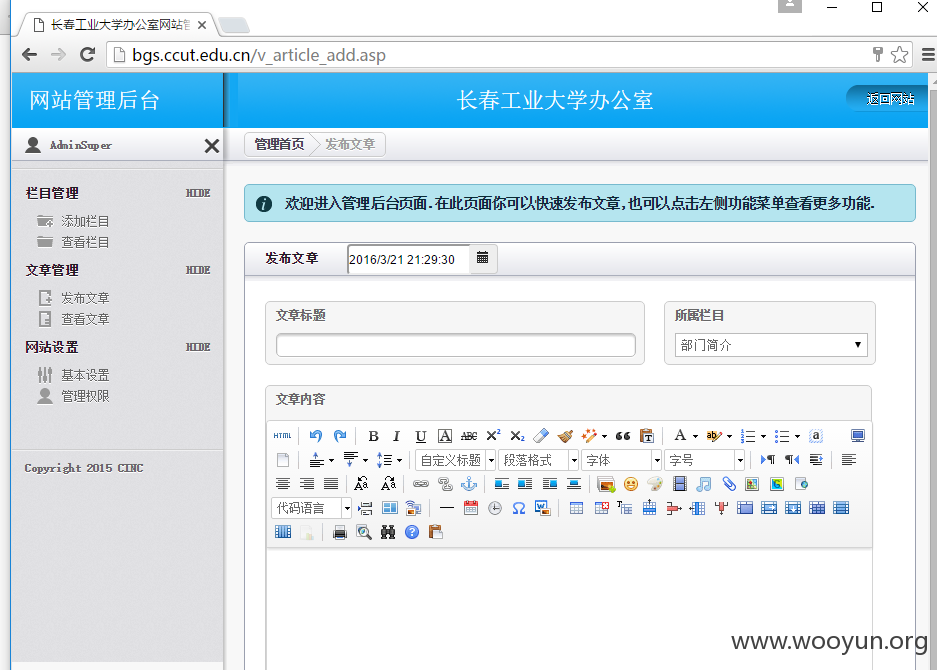 长春工业大学办公室网站管
bgs.ccut.edu.cn/v_article_add.asp
网站管理后台
长春工业大学办公室
返回网站
AdminSuper
管理首页
发布文章
栏目管理 HIDE
添加栏目
查看栏目
文章管理 HIDE
发布文章
查看文章
网站设置 HIDE
基本设置
管理权限
Copyright 2015 CINC
欢迎进入管理后台页面.在此页面你可以快速发布文章,也可以点击左侧功能菜单查看更多功能.
发布文章 2016/3/21 21:29:30
文章标题
所属栏目
部门简介
文章内容
HTML B I U A ABC X² X₂ A ab a
自定义标题 段落格式 字体 字号
代码语言
www.wooyun.org